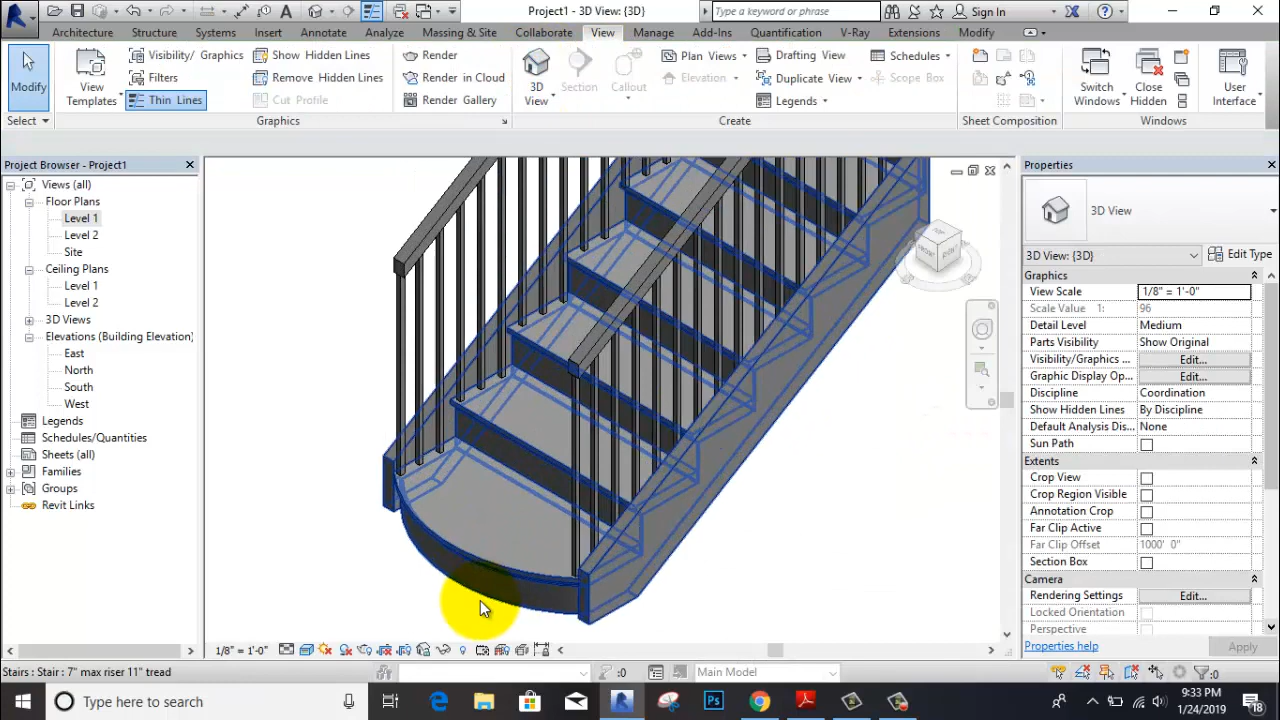 Project1 - 3D View: {3D}
Type a keyword or phrase
Sign In
Architecture
Structure
Systems
Insert
Annotate
Analyze
Massing & Site
Collaborate
View
Manage
Add-Ins
Quantification
V-Ray
Extensions
Modify
Modify
View Templates
Visibility/ Graphics
Filters
Thin Lines
Show Hidden Lines
Remove Hidden Lines
Cut Profile
Render
Render in Cloud
Render Gallery
3D View
Section
Callout
Plan Views
Elevation
Drafting View
Duplicate View
Legends
Schedules
Scope Box
Switch Windows
Close Hidden
User Interface
Select
Graphics
Create
Sheet Composition
Windows
Project Browser - Project1
Views (all)
Floor Plans
Level 1
Level 2
Site
Ceiling Plans
Level 1
Level 2
3D Views
Elevations (Building Elevation)
East
North
South
West
Legends
Schedules/Quantities
Sheets (all)
Families
Groups
Revit Links
Properties
3D View
3D View: {3D}
Edit Type
Graphics
View Scale 1/8" = 1'-0"
Scale Value 1: 96
Detail Level Medium
Parts Visibility Show Original
Visibility/Graphics ... Edit...
Graphic Display Op... Edit...
Discipline Coordination
Show Hidden Lines By Discipline
Default Analysis Dis... None
Sun Path
Extents
Crop View
Crop Region Visible
Annotation Crop
Far Clip Active
Far Clip Offset 1000' 0"
Section Box
Camera
Rendering Settings Edit...
Locked Orientation
Perspective
Properties help
Apply
1/8" = 1'-0"
Stairs : Stair : 7" max riser 11" tread
:0
Main Model
:0
Type here to search
9:33 PM
1/24/2019
18